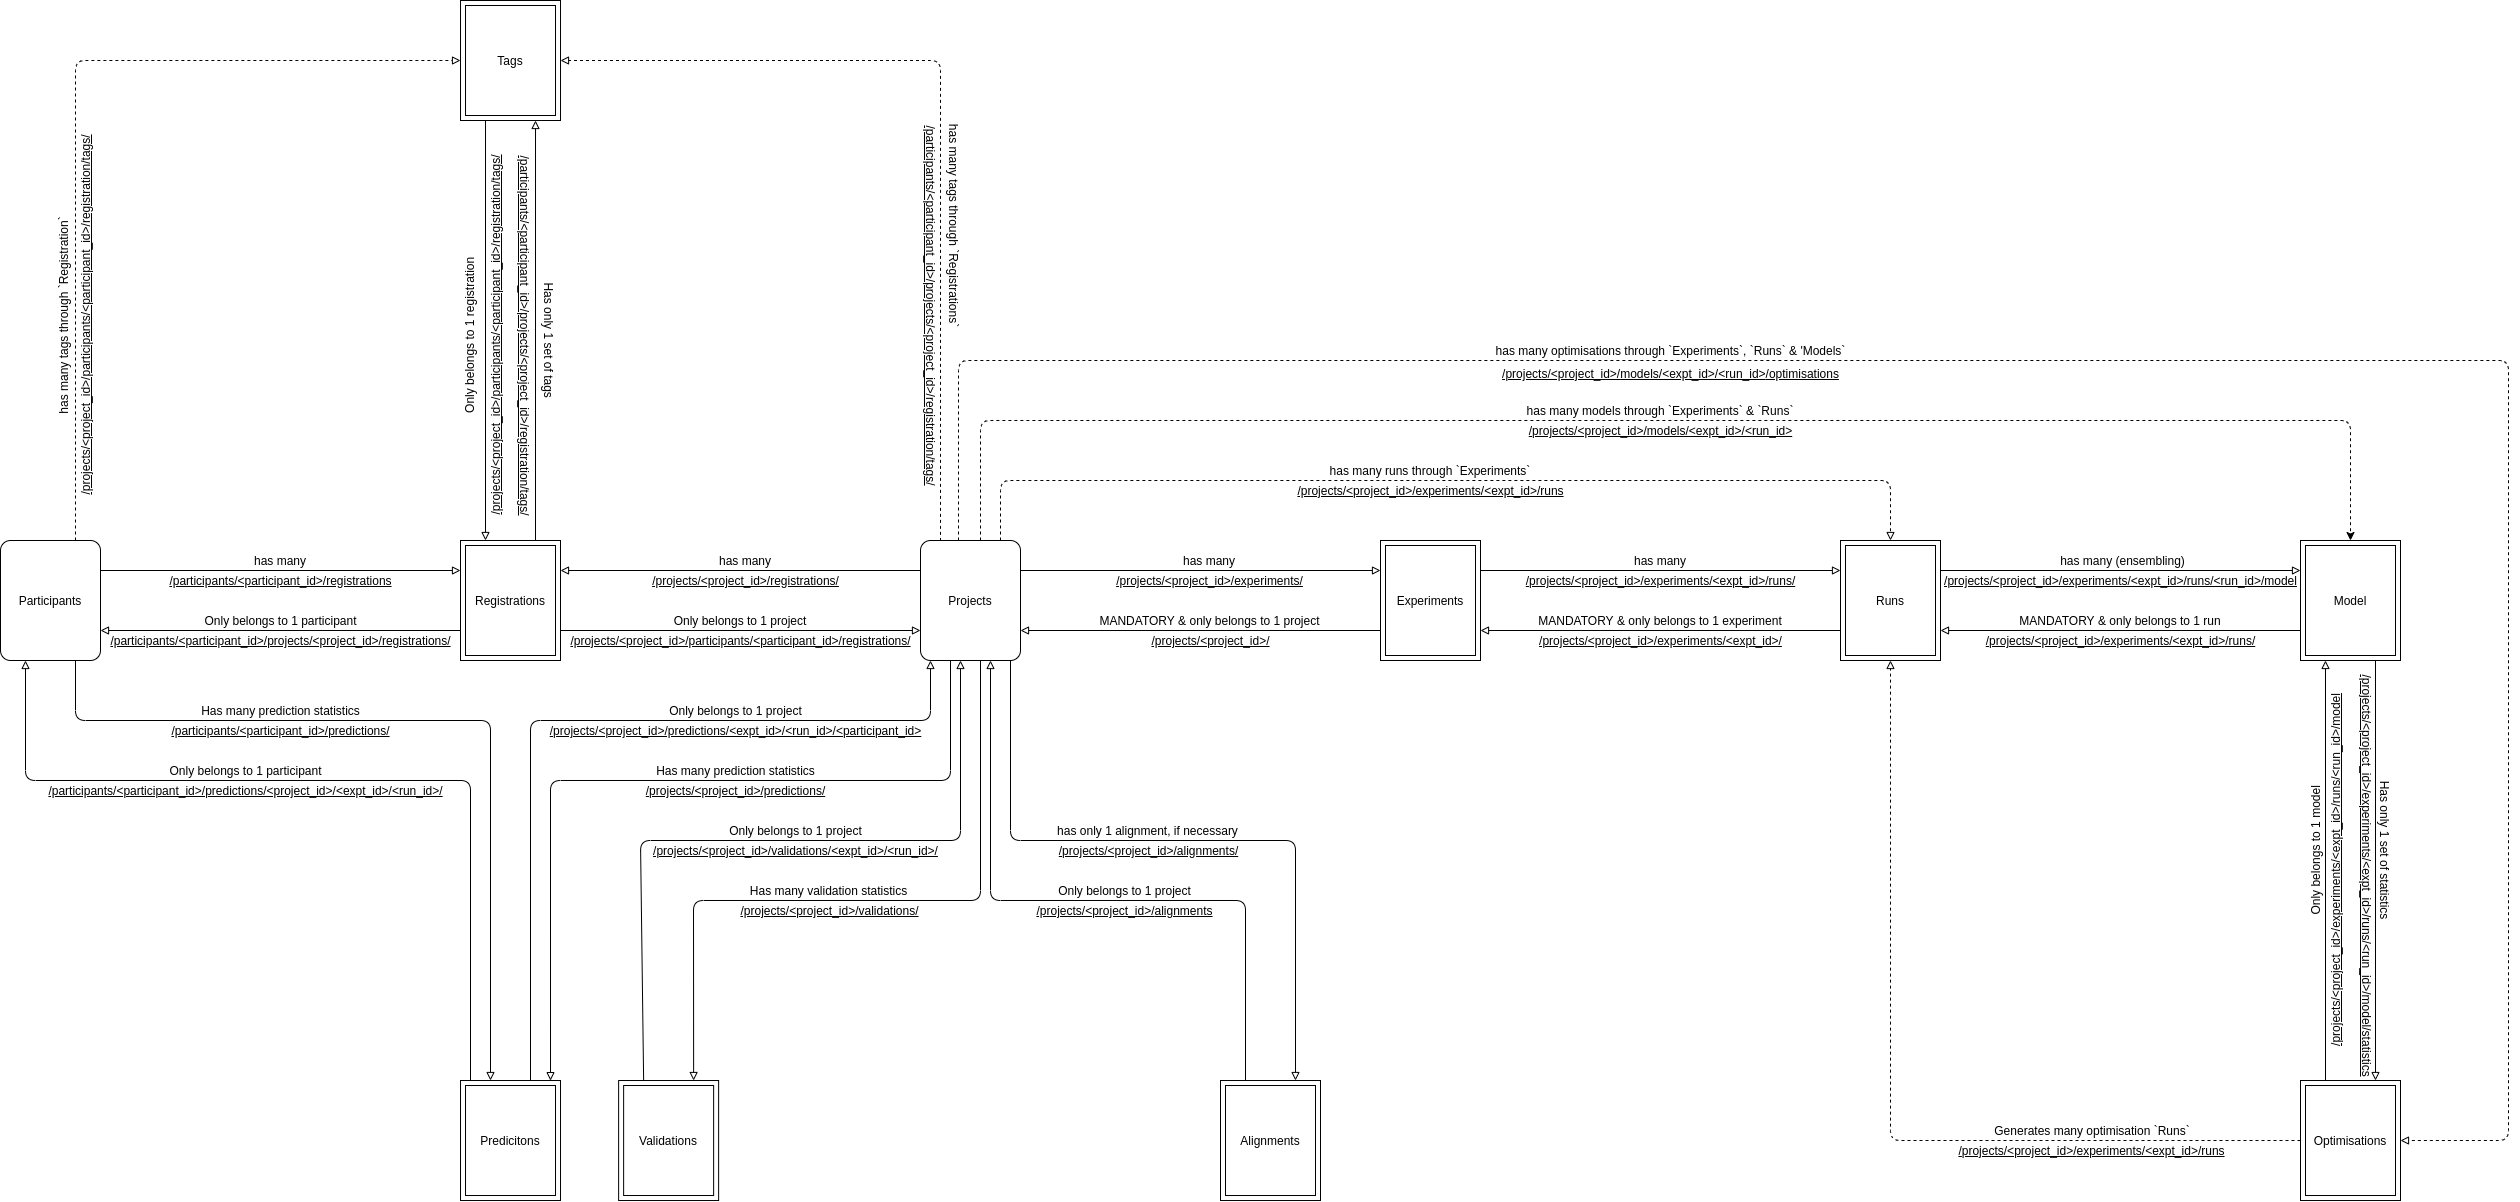 Tags
has many tags through `Registration`
/projects/<project_id>/participants/<participant_id>/registration/tags/
Only belongs to 1 registration
/projects/<project_id>/participants/<participant_id>/registration/tags/
/participants/<participant_id>/projects/<project_id>/registration/tags/
Has only 1 set of tags
/participants/<participant_id>/projects/<project_id>/registration/tags/
has many tags through `Registrations`
has many optimisations through `Experiments`, `Runs` & 'Models`
/projects/<project_id>/models/<expt_id>/<run_id>/optimisations
has many models through `Experiments` & `Runs`
/projects/<project_id>/models/<expt_id>/<run_id>
has many runs through `Experiments`
/projects/<project_id>/experiments/<expt_id>/runs
Participants
has many
/participants/<participant_id>/registrations
Only belongs to 1 participant
/participants/<participant_id>/projects/<project_id>/registrations/
Registrations
has many
/projects/<project_id>/registrations/
Only belongs to 1 project
/projects/<project_id>/participants/<participant_id>/registrations/
Projects
has many
/projects/<project_id>/experiments/
MANDATORY & only belongs to 1 project
/projects/<project_id>/
Experiments
has many
/projects/<project_id>/experiments/<expt_id>/runs/
MANDATORY & only belongs to 1 experiment
/projects/<project_id>/experiments/<expt_id>/
Runs
has many (ensembling)
/projects/<project_id>/experiments/<expt_id>/runs/<run_id>/model
MANDATORY & only belongs to 1 run
/projects/<project_id>/experiments/<expt_id>/runs/
Model
Has many prediction statistics
/participants/<participant_id>/predictions/
Only belongs to 1 participant
/participants/<participant_id>/predictions/<project_id>/<expt_id>/<run_id>/
Only belongs to 1 project
/projects/<project_id>/predictions/<expt_id>/<run_id>/<participant_id>
Has many prediction statistics
/projects/<project_id>/predictions/
Only belongs to 1 project
/projects/<project_id>/validations/<expt_id>/<run_id>/
Has many validation statistics
/projects/<project_id>/validations/
has only 1 alignment, if necessary
/projects/<project_id>/alignments/
Only belongs to 1 project
/projects/<project_id>/alignments
Only belongs to 1 model
/projects/<project_id>/experiments/<expt_id>/runs/<run_id>/model
/projects/<project_id>/experiments/<expt_id>/runs/<run_id>/model/statistics
Has only 1 set of statistics
Predicitons
Validations
Alignments
Generates many optimisation `Runs`
/projects/<project_id>/experiments/<expt_id>/runs
Optimisations